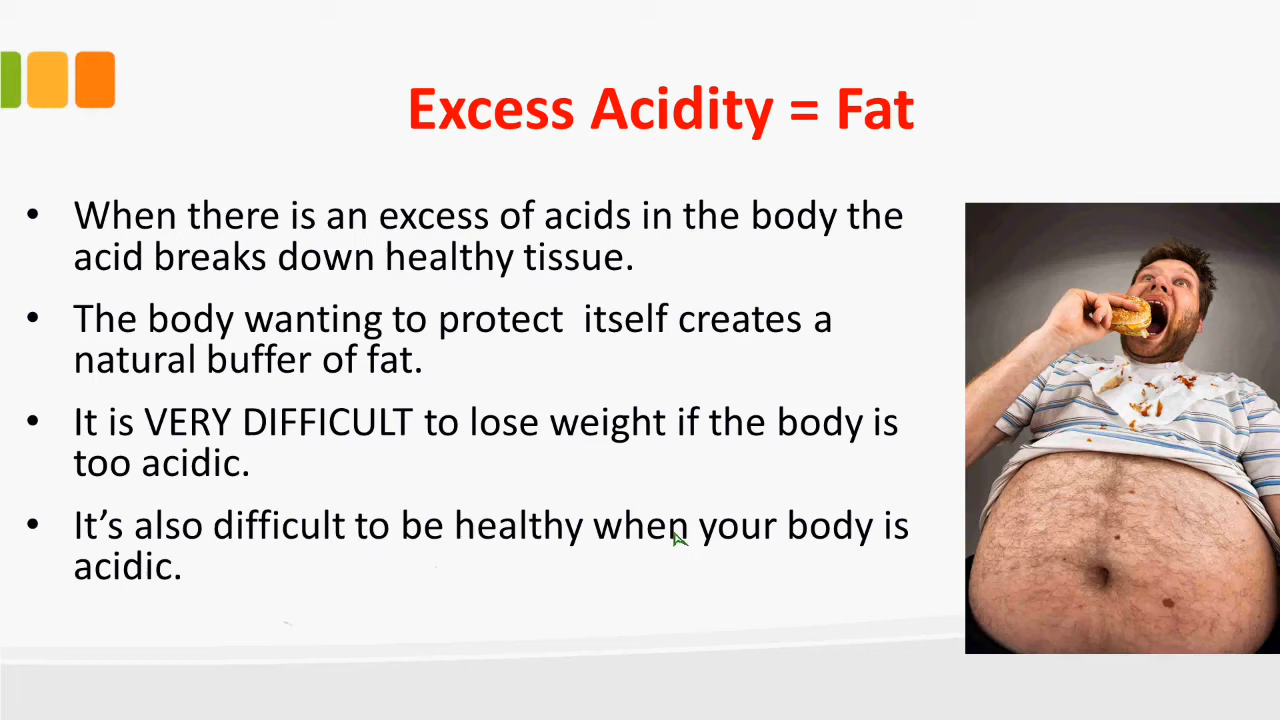 Excess Acidity = Fat
• When there is an excess of acids in the body the
acid breaks down healthy tissue.
• The body wanting to protect  itself creates a
natural buffer of fat.
• It is VERY DIFFICULT to lose weight if the body is
too acidic.
• It’s also difficult to be healthy when your body is
acidic.